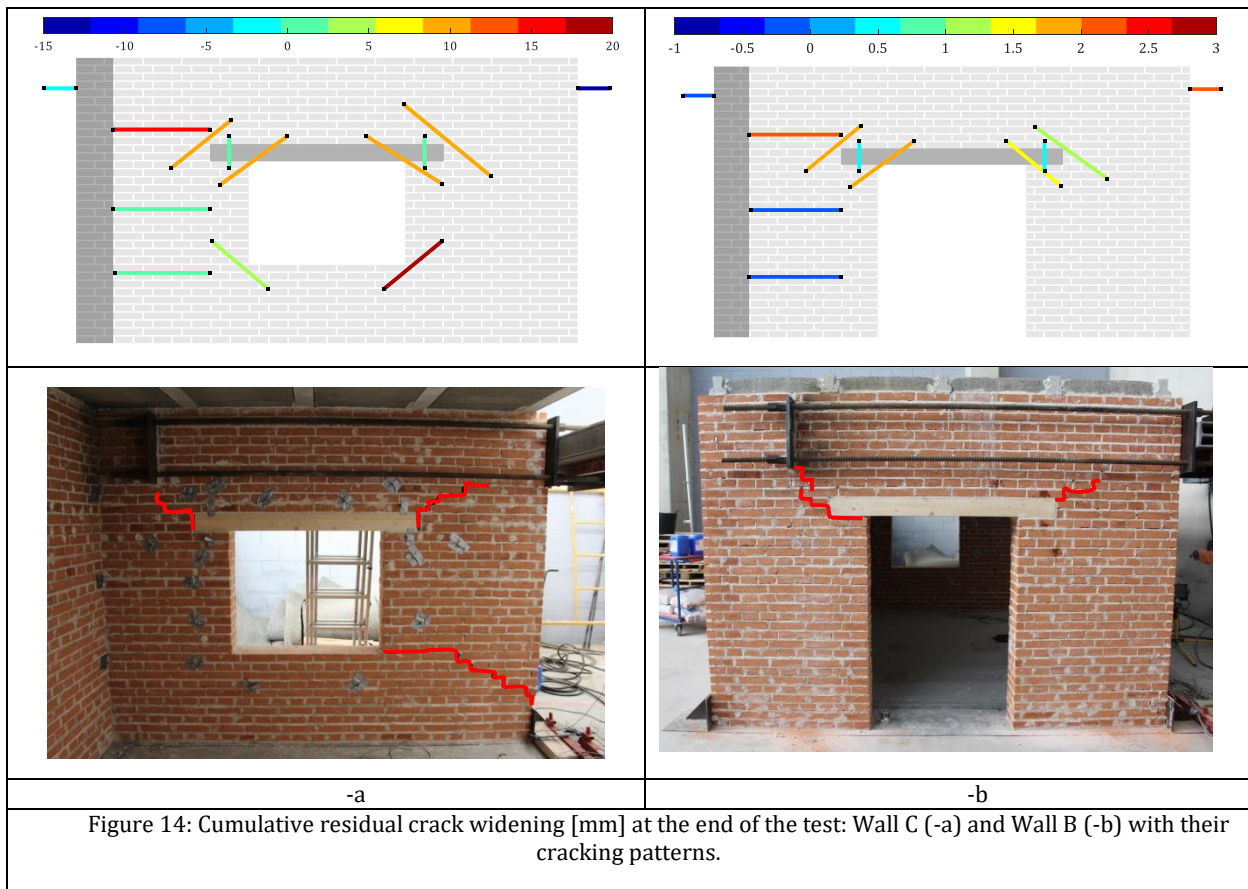 -15 -10 -5 0 5 10 15 20
-1 -0.5 0 0.5 1 1.5 2 2.5 3
-a
-b
Figure 14: Cumulative residual crack widening [mm] at the end of the test: Wall C (-a) and Wall B (-b) with their
cracking patterns.